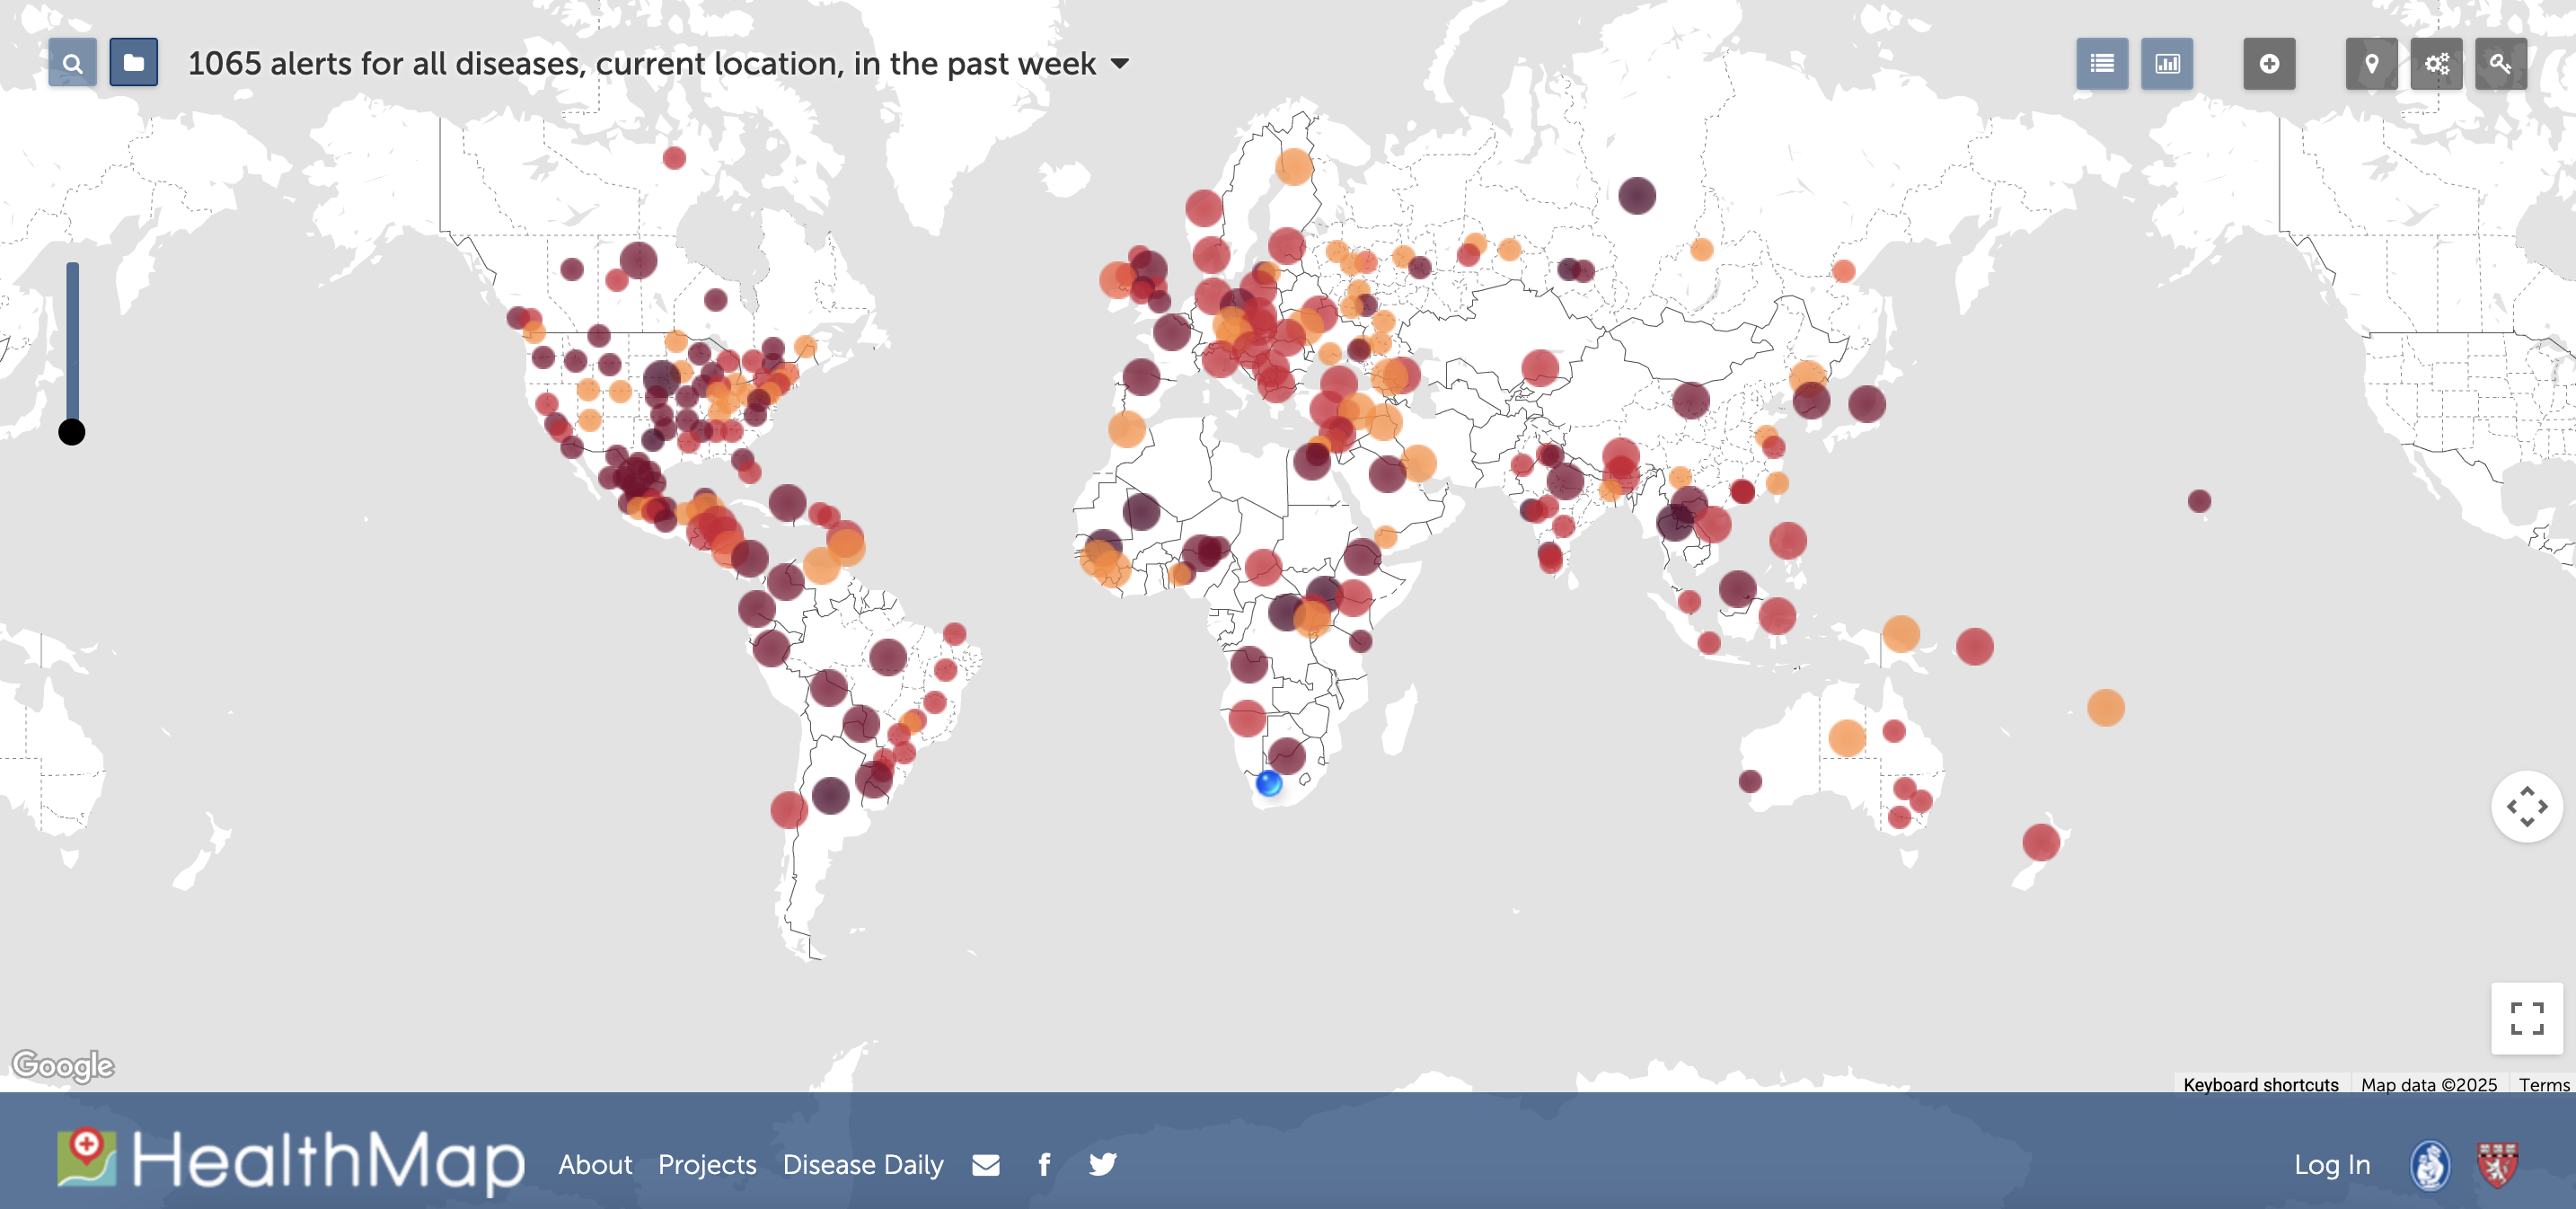 1065 alerts for all diseases, current location, in the past week
Google
Keyboard shortcuts
Map data ©2025
Terms
HealthMap
About
Projects
Disease Daily
Log In